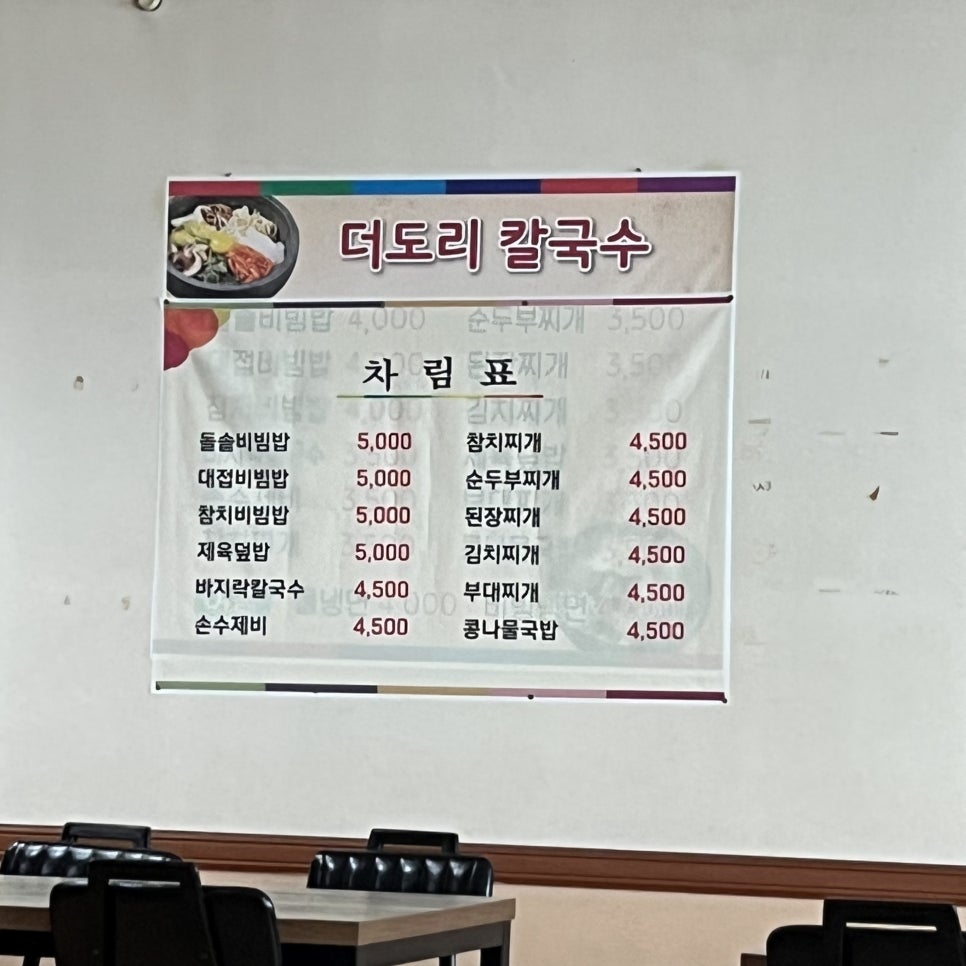 더도리 칼국수
차림표
돌솥비빔밥 5,000 참치찌개 4,500
대접비빔밥 5,000 순두부찌개 4,500
참치비빔밥 5,000 된장찌개 4,500
제육덮밥 5,000 김치찌개 4,500
바지락칼국수 4,500 부대찌개 4,500
손수제비 4,500 콩나물국밥 4,500